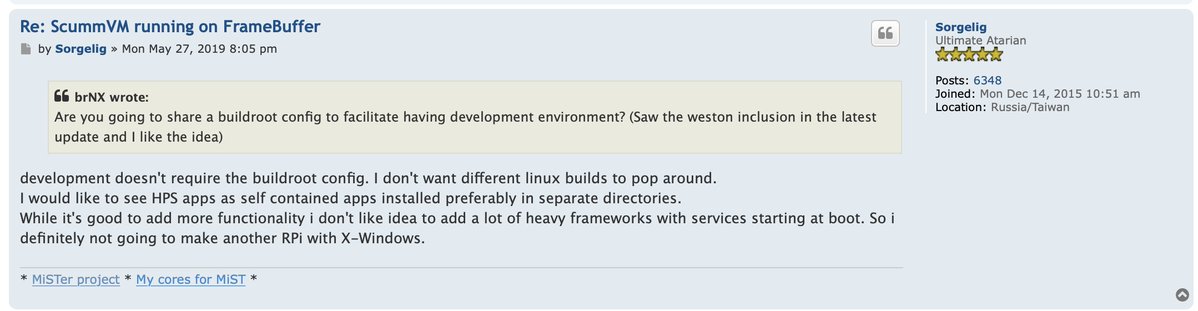 Re: ScummVM running on FrameBuffer
by Sorgelig » Mon May 27, 2019 8:05 pm
brNX wrote:
Are you going to share a buildroot config to facilitate having development environment? (Saw the weston inclusion in the latest
update and I like the idea)
development doesn't require the buildroot config. I don't want different linux builds to pop around.
I would like to see HPS apps as self contained apps installed preferably in separate directories.
While it's good to add more functionality i don't like idea to add a lot of heavy frameworks with services starting at boot. So i
definitely not going to make another RPi with X-Windows.
* MiSTer project * My cores for MiST *
Sorgelig
Ultimate Atarian
Posts: 6348
Joined: Mon Dec 14, 2015 10:51 am
Location: Russia/Taiwan